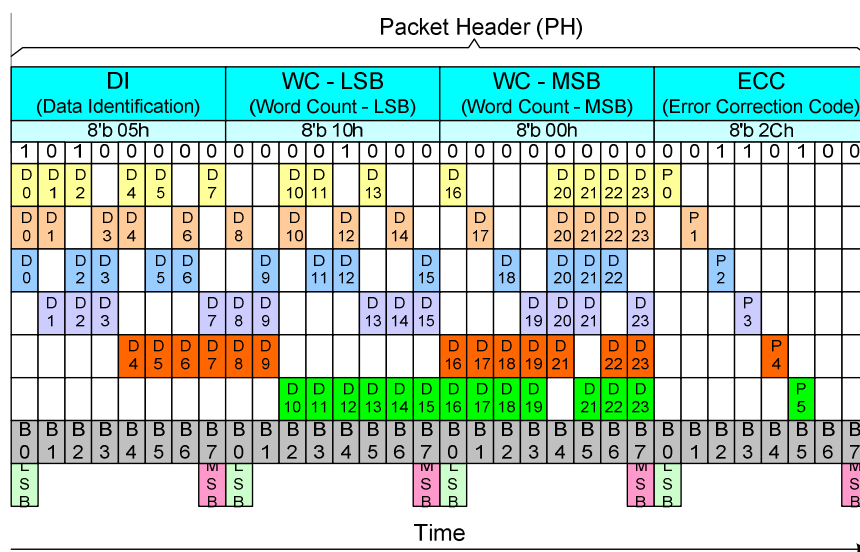 Packet Header (PH)
DI WC - LSB WC - MSB ECC
(Data Identification) (Word Count - LSB) (Word Count - MSB) (Error Correction Code)
8'b 05h 8'b 10h 8'b 00h 8'b 2Ch
1 0 1 0 0 0 0 0 0 0 0 0 1 0 0 0 0 0 0 0 0 0 0 0 0 0 1 1 0 1 0 0
D0 D1 D2 D4 D5 D7 D10 D11 D13 D16 D20 D21 D22 D23 P0
D0 D1 D3 D4 D6 D8 D10 D12 D14 D17 D20 D21 D22 D23 P1
D0 D2 D3 D5 D6 D9 D11 D12 D15 D18 D20 D21 D22 P2
D1 D2 D3 D7 D8 D9 D13 D14 D15 D19 D20 D21 D23 P3
D4 D5 D6 D7 D8 D9 D16 D17 D18 D19 D21 D22 D23 P4
D10 D11 D12 D13 D14 D15 D16 D17 D18 D19 D21 D22 D23 P5
B0 B1 B2 B3 B4 B5 B6 B7 B0 B1 B2 B3 B4 B5 B6 B7 B0 B1 B2 B3 B4 B5 B6 B7 B0 B1 B2 B3 B4 B5 B6 B7
LSB MSB LSB MSB LSB MSB LSB MSB
Time